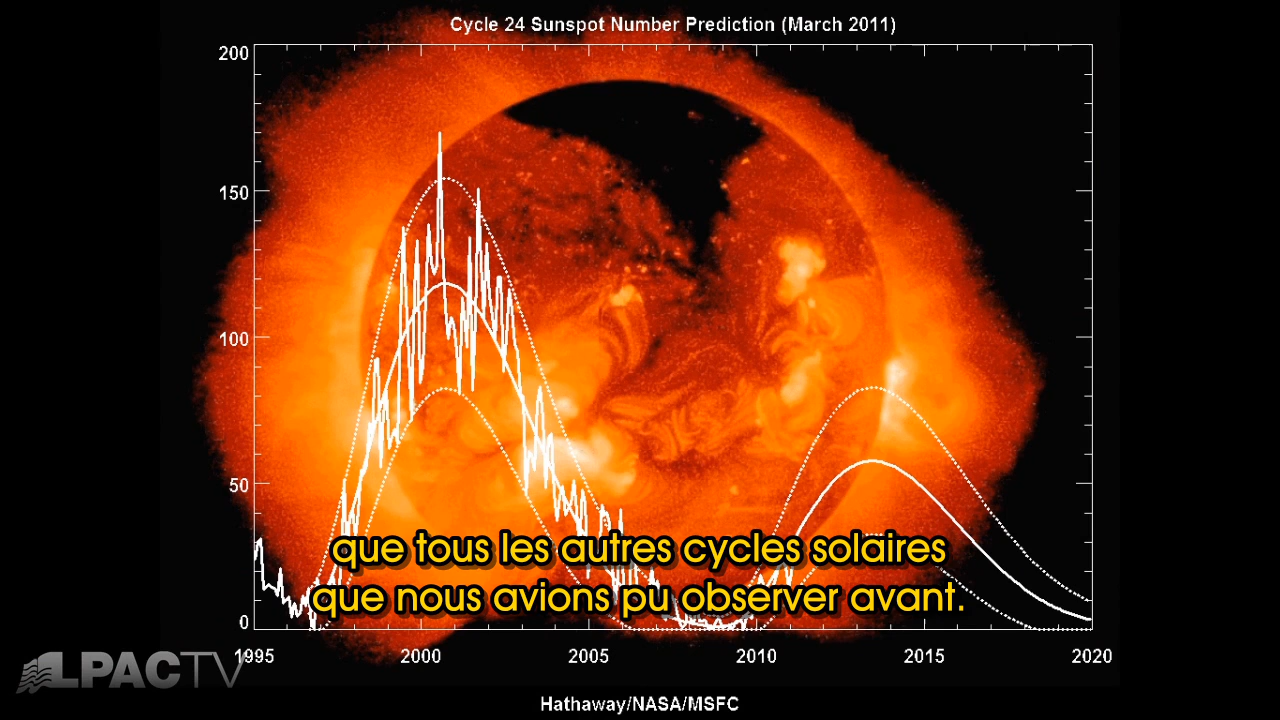 Cycle 24 Sunspot Number Prediction (March 2011)
200
150
100
50
0
que tous les autres cycles solaires
que nous avions pu observer avant.
1995 2000 2005 2010 2015 2020
LPACTV
Hathaway/NASA/MSFC